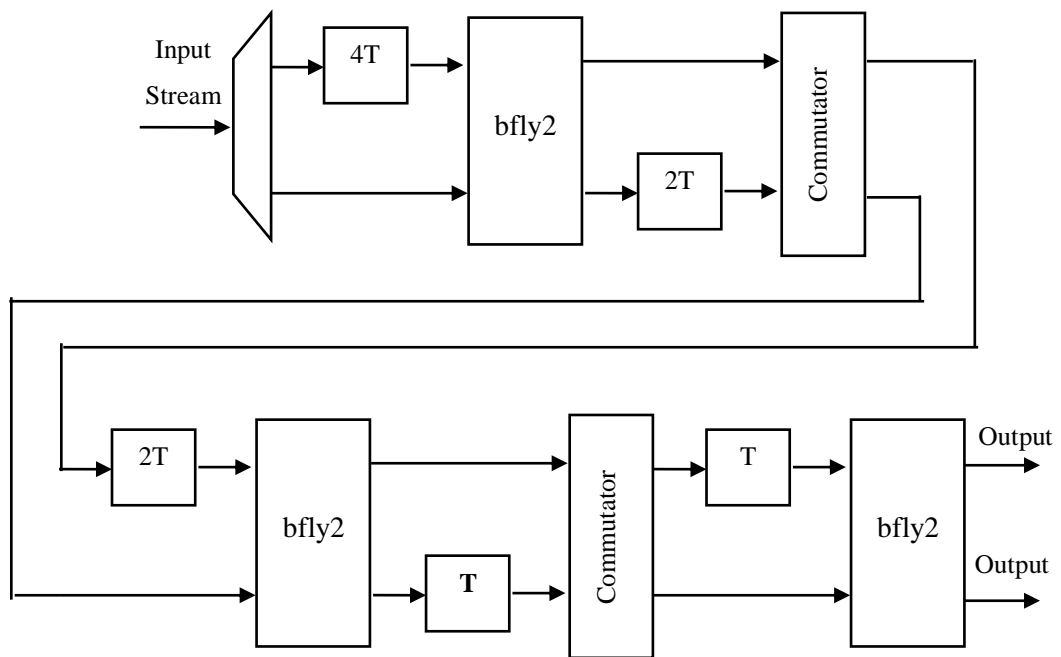 Input
Stream
4T
bfly2
2T
Commutator
2T
bfly2
T
Commutator
T
bfly2
Output
Output